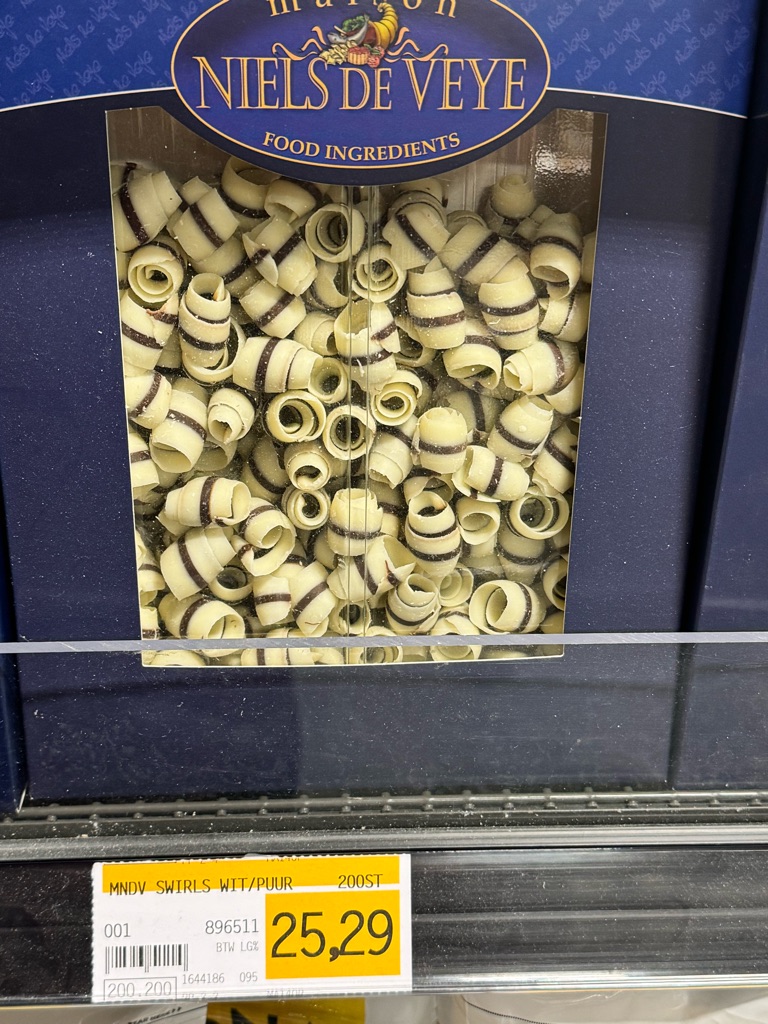 maison
NIELS DE VEYE
FOOD INGREDIENTS
MNDV SWIRLS WIT/PUUR 200ST
001 896511
BTW LG%
25,29
1644186 095
200.200